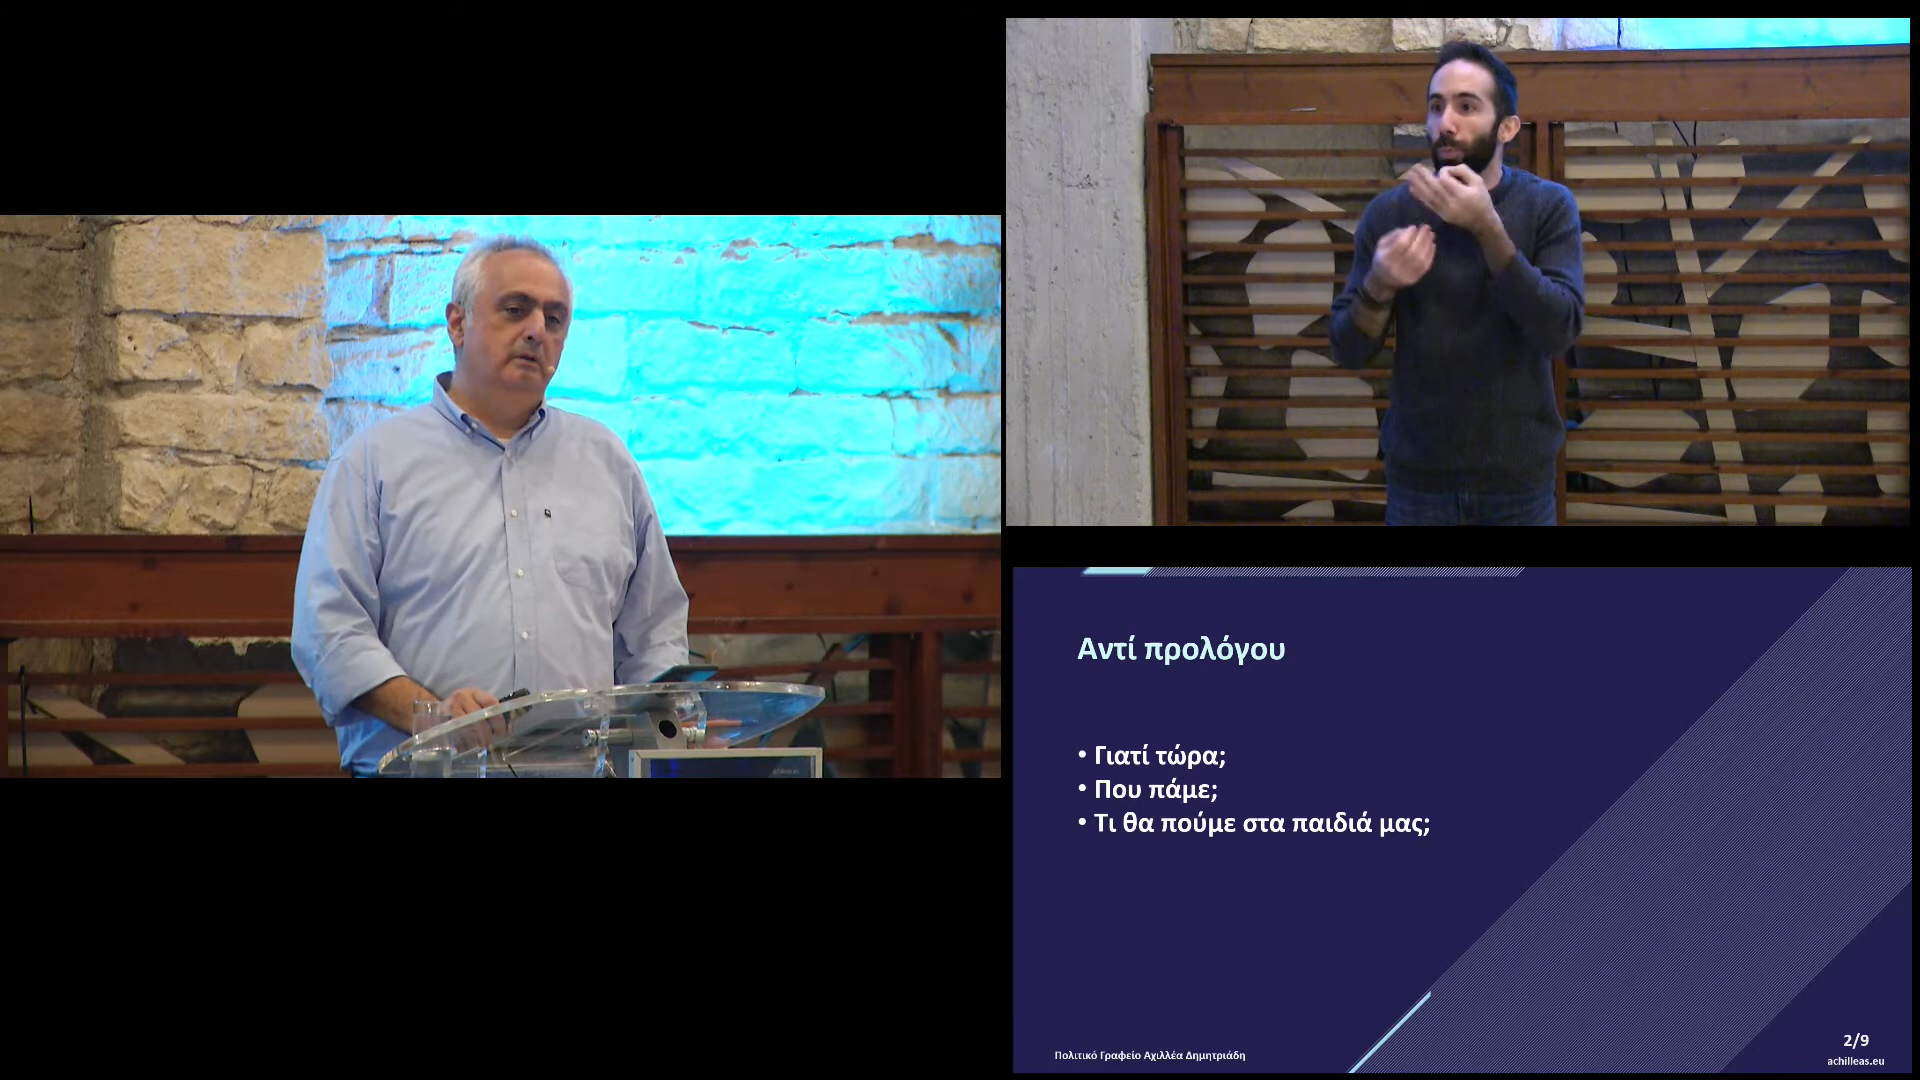 Αντί προλόγου
• Γιατί τώρα;
• Που πάμε;
• Τι θα πούμε στα παιδιά μας;
Πολιτικό Γραφείο Αχιλλέα Δημητριάδη
2/9
achilleas.eu